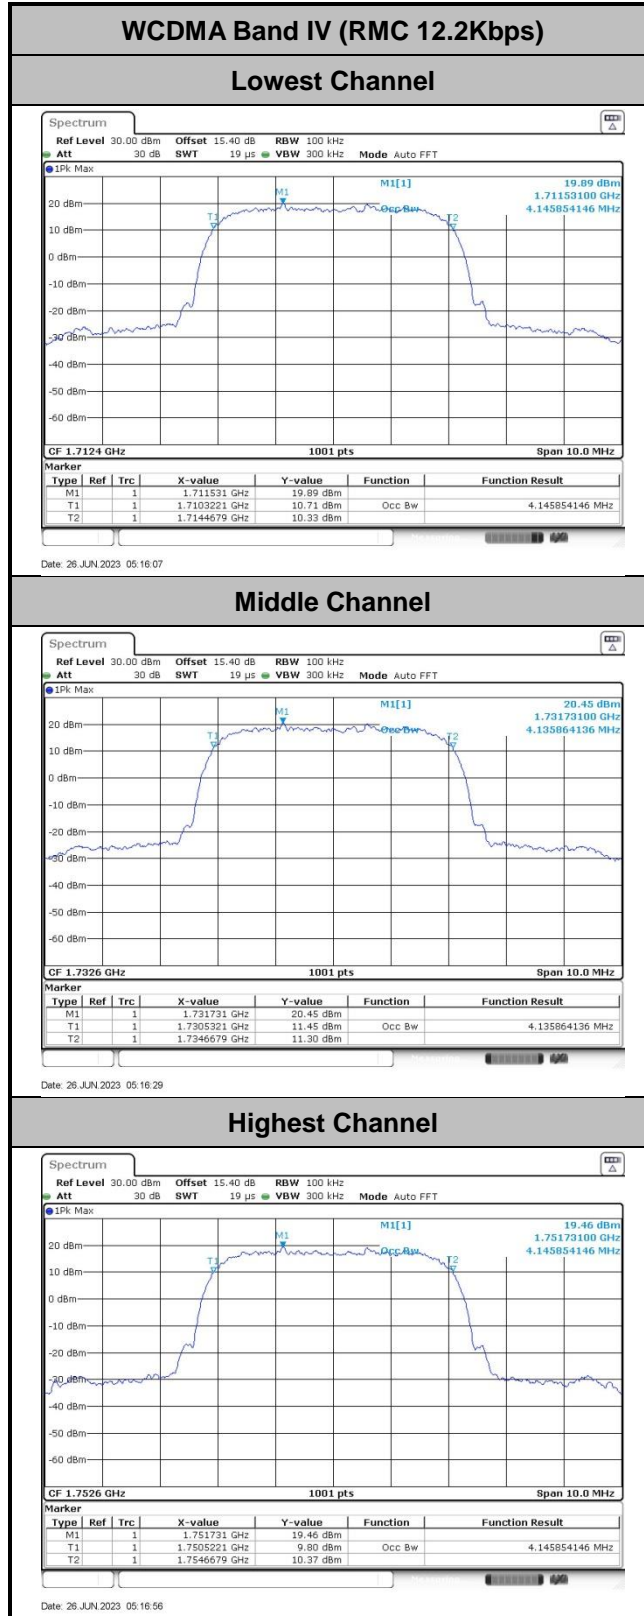 WCDMA Band IV (RMC 12.2Kbps)
Lowest Channel
Spectrum
Ref Level 30.00 dBm Offset 15.40 dB RBW 100 kHz
Att 30 dB SWT 19 µs VBW 300 kHz Mode Auto FFT
1Pk Max
M1[1] 19.89 dBm
1.71153100 GHz
Occ Bw 4.145854146 MHz
M1
T1
T2
20 dBm
10 dBm
0 dBm
-10 dBm
-20 dBm
-30 dBm
-40 dBm
-50 dBm
-60 dBm
CF 1.7124 GHz 1001 pts Span 10.0 MHz
Marker
Type Ref Trc X-value Y-value Function Function Result
M1 1 1.711531 GHz 19.89 dBm
T1 1 1.7103221 GHz 10.71 dBm Occ Bw 4.145854146 MHz
T2 1 1.7144679 GHz 10.33 dBm
Date: 26.JUN.2023 05:16:07
Middle Channel
Spectrum
Ref Level 30.00 dBm Offset 15.40 dB RBW 100 kHz
Att 30 dB SWT 19 µs VBW 300 kHz Mode Auto FFT
1Pk Max
M1[1] 20.45 dBm
1.73173100 GHz
Occ Bw 4.135864136 MHz
M1
T1
T2
20 dBm
10 dBm
0 dBm
-10 dBm
-20 dBm
-30 dBm
-40 dBm
-50 dBm
-60 dBm
CF 1.7326 GHz 1001 pts Span 10.0 MHz
Marker
Type Ref Trc X-value Y-value Function Function Result
M1 1 1.731731 GHz 20.45 dBm
T1 1 1.7305321 GHz 11.45 dBm Occ Bw 4.135864136 MHz
T2 1 1.7346679 GHz 11.30 dBm
Date: 26.JUN.2023 05:16:29
Highest Channel
Spectrum
Ref Level 30.00 dBm Offset 15.40 dB RBW 100 kHz
Att 30 dB SWT 19 µs VBW 300 kHz Mode Auto FFT
1Pk Max
M1[1] 19.46 dBm
1.75173100 GHz
Occ Bw 4.145854146 MHz
M1
T1
T2
20 dBm
10 dBm
0 dBm
-10 dBm
-20 dBm
-30 dBm
-40 dBm
-50 dBm
-60 dBm
CF 1.7526 GHz 1001 pts Span 10.0 MHz
Marker
Type Ref Trc X-value Y-value Function Function Result
M1 1 1.751731 GHz 19.46 dBm
T1 1 1.7505221 GHz 9.80 dBm Occ Bw 4.145854146 MHz
T2 1 1.7546679 GHz 10.37 dBm
Date: 26.JUN.2023 05:16:56